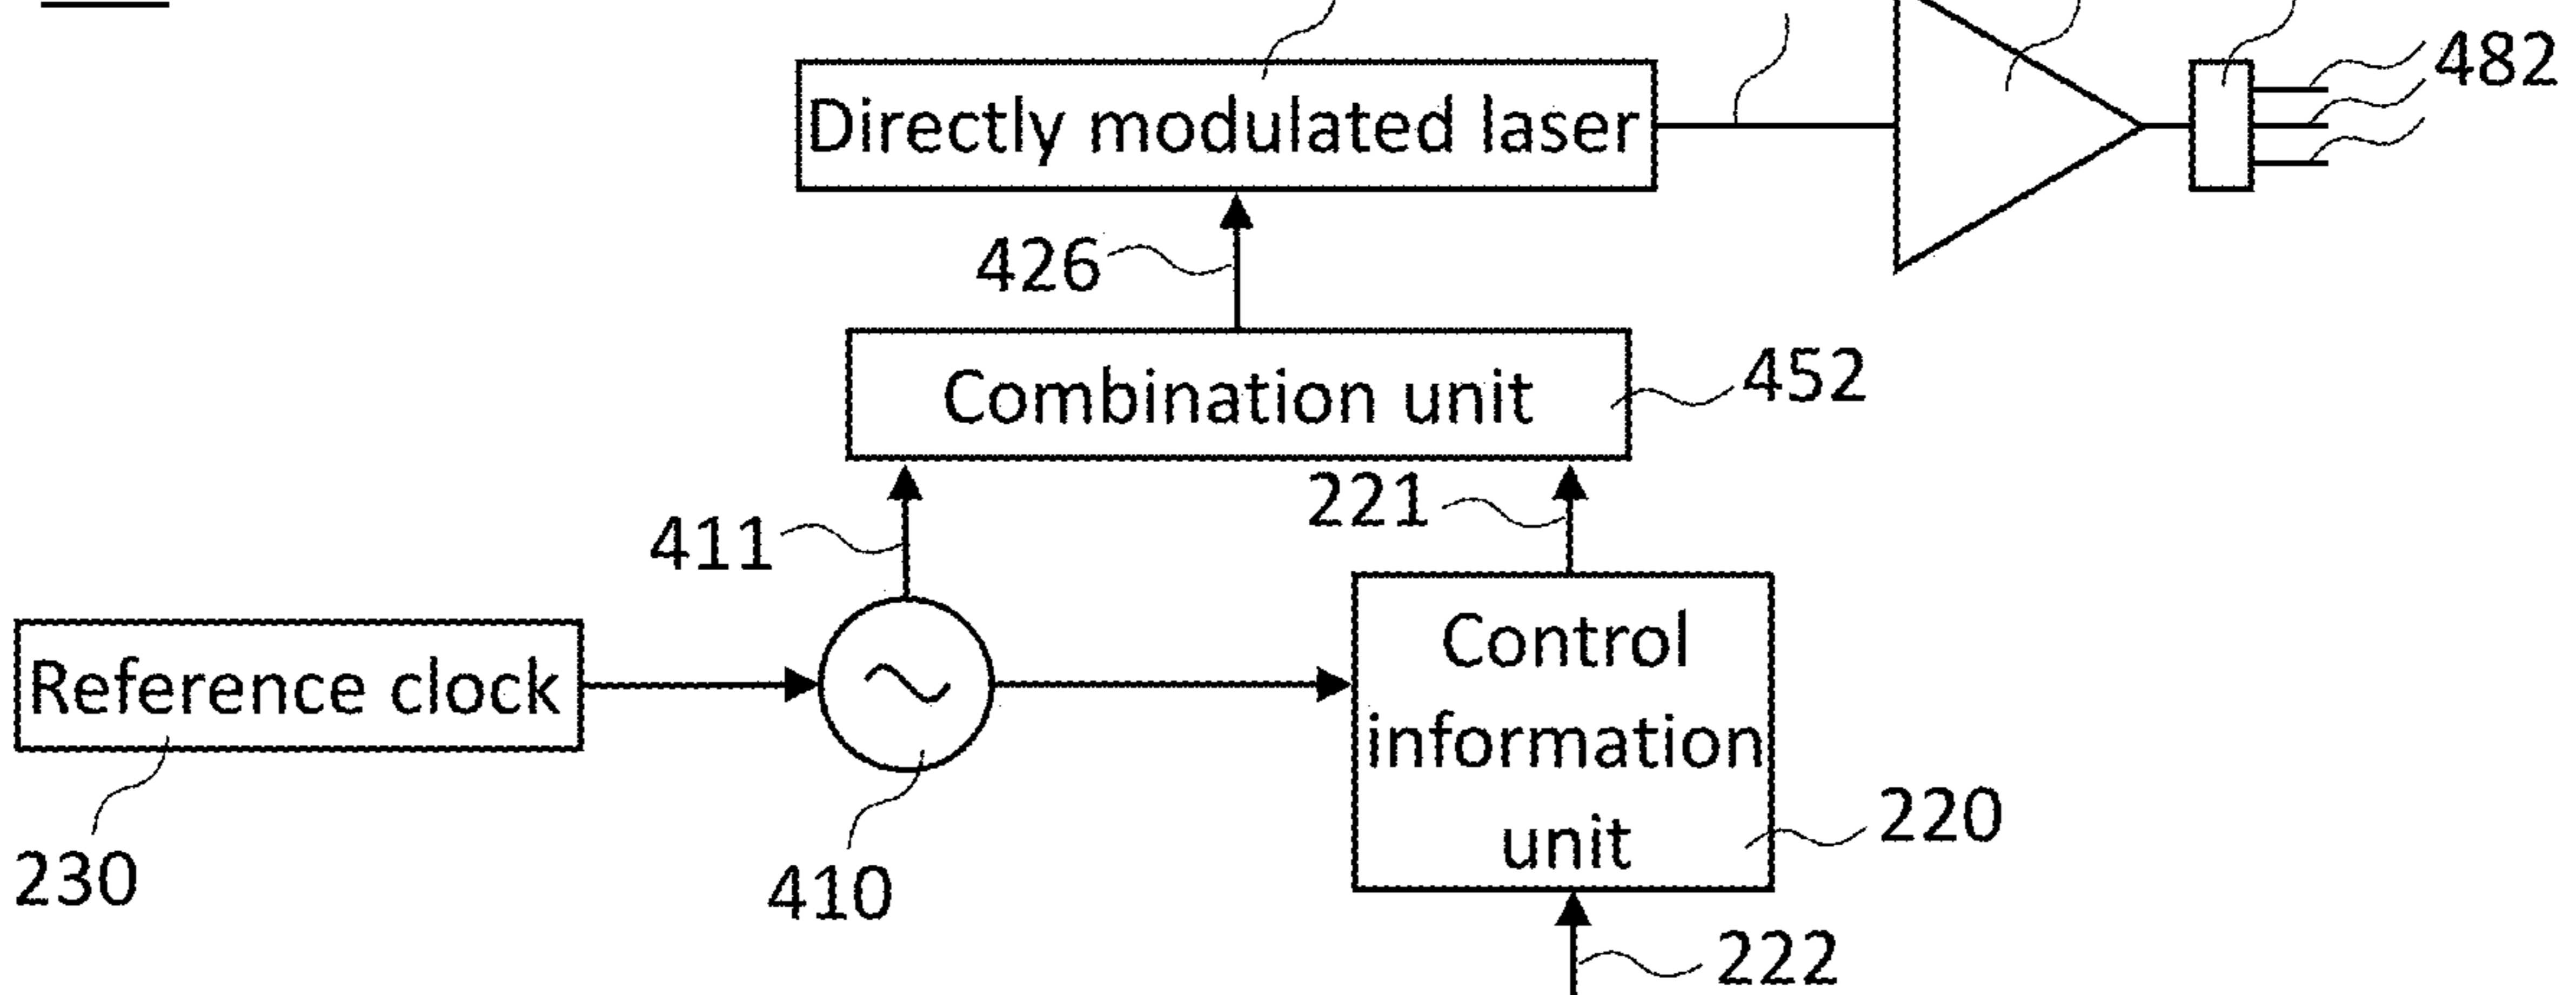 482
Directly modulated laser
426
452
Combination unit
221
411
Control
Reference clock
information
220
unit
230
410
222